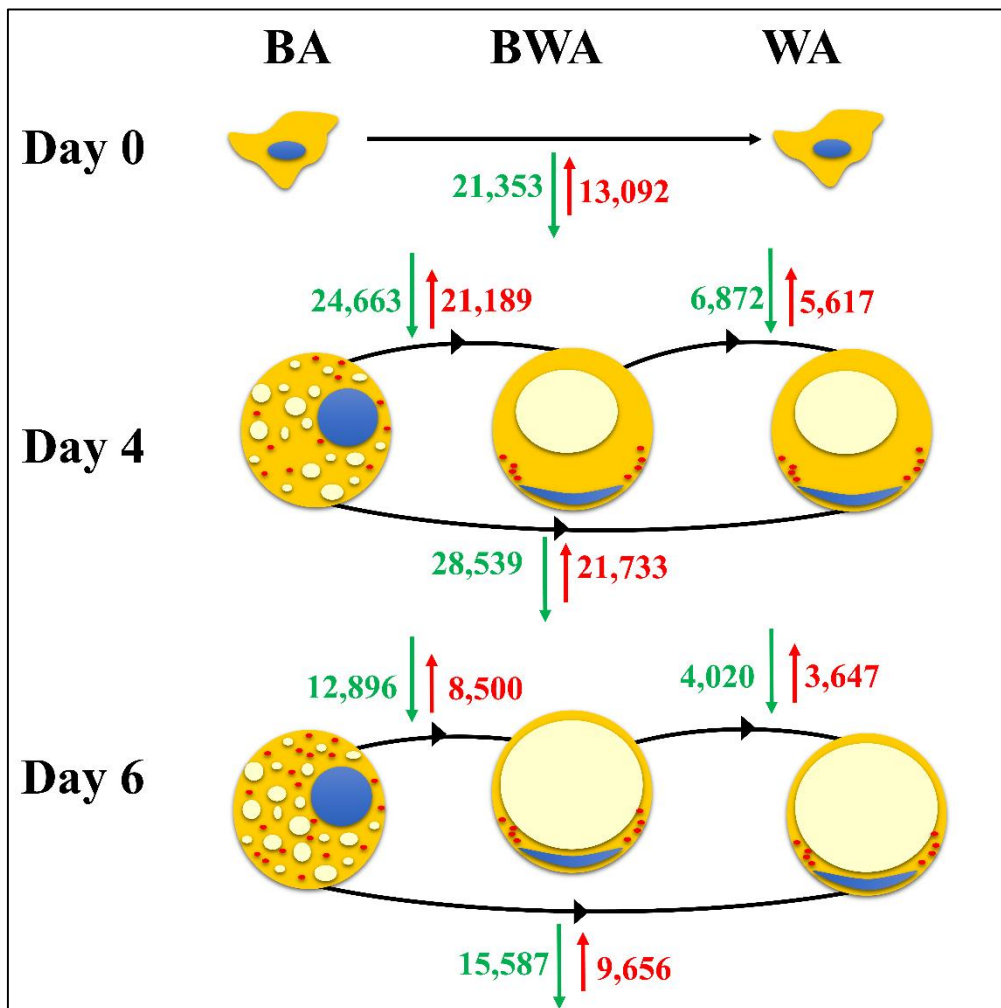 BA BWA WA
Day 0
21,353 13,092
24,663 21,189 6,872 5,617
Day 4
28,539 21,733
12,896 8,500 4,020 3,647
Day 6
15,587 9,656